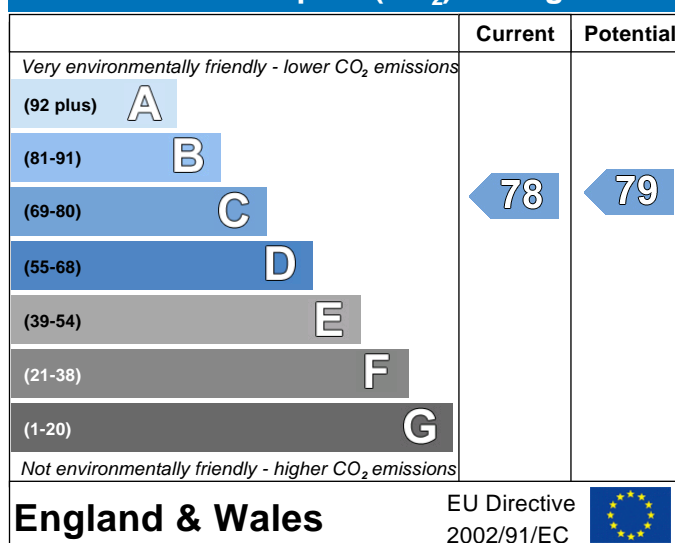 Current Potential
Very environmentally friendly - lower CO₂ emissions
(92 plus) A
(81-91) B
(69-80) C
78 79
(55-68) D
(39-54) E
(21-38) F
(1-20) G
Not environmentally friendly - higher CO₂ emissions
England & Wales
EU Directive
2002/91/EC